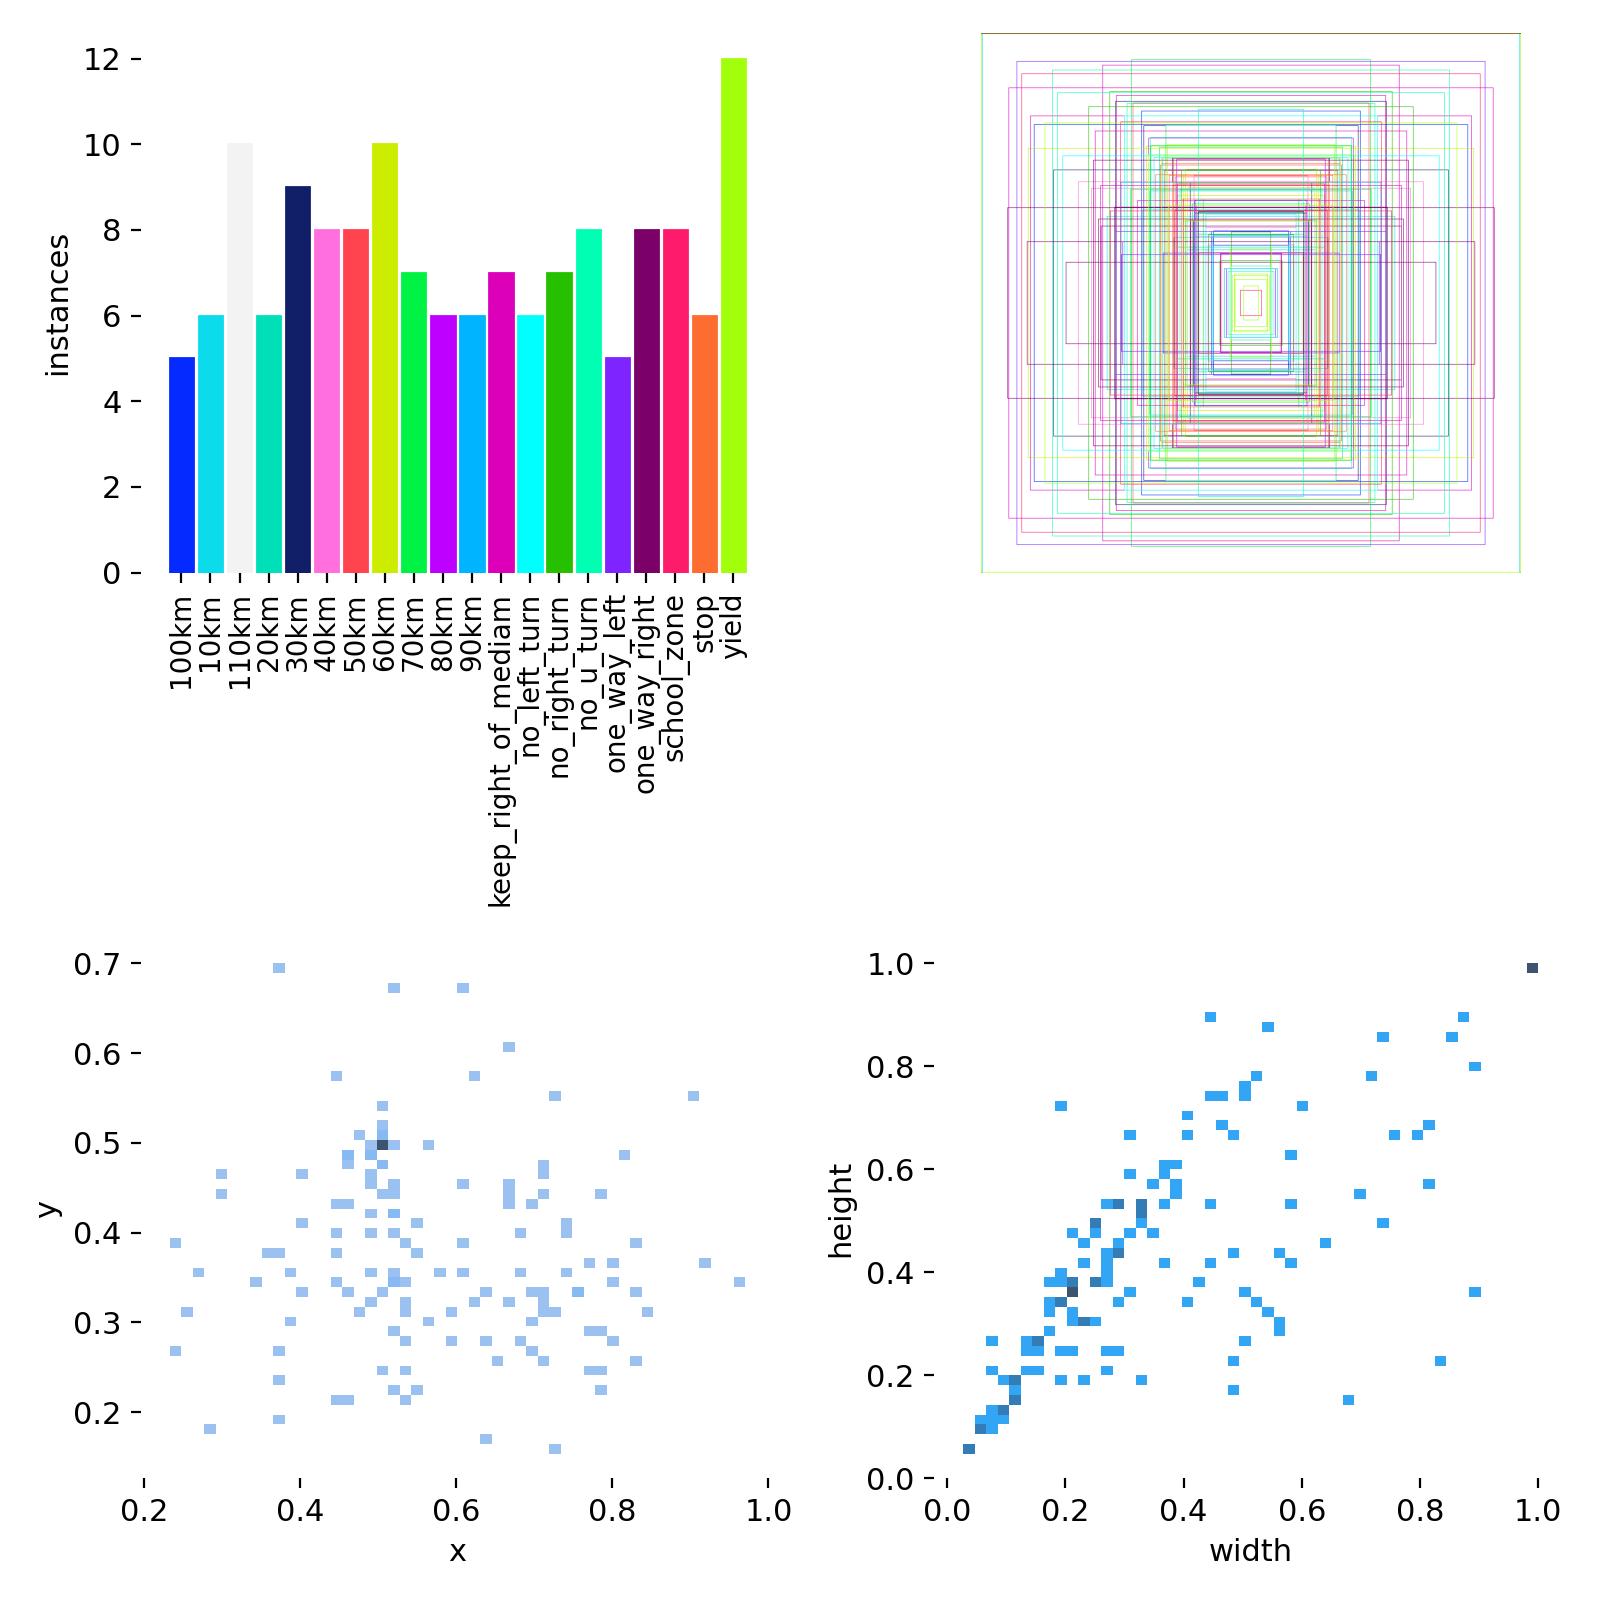 instances
12
10
8
6
4
2
0
100km
10km
110km
20km
30km
40km
50km
60km
70km
80km
90km
keep_right_of_mediam
no_left_turn
no_right_turn
no_u_turn
one_way_left
one_way_right
school_zone
stop
yield
y
0.7
0.6
0.5
0.4
0.3
0.2
0.2
0.4
0.6
0.8
1.0
x
height
1.0
0.8
0.6
0.4
0.2
0.0
0.0
0.2
0.4
0.6
0.8
1.0
width